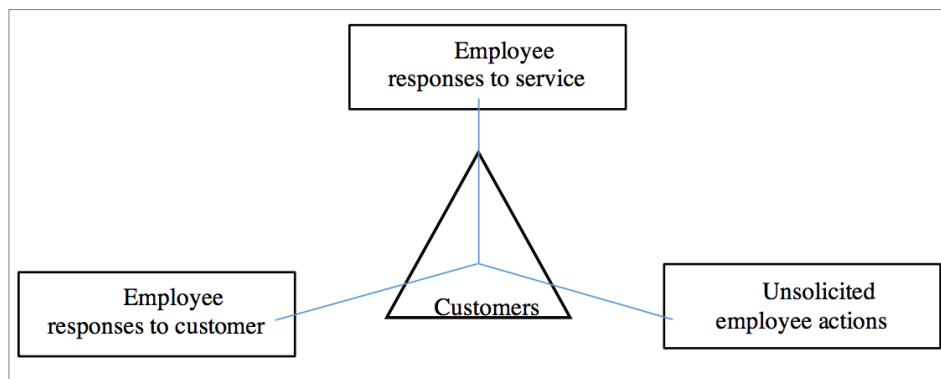 Employee
responses to service
Employee
responses to customer
Customers
Unsolicited
employee actions